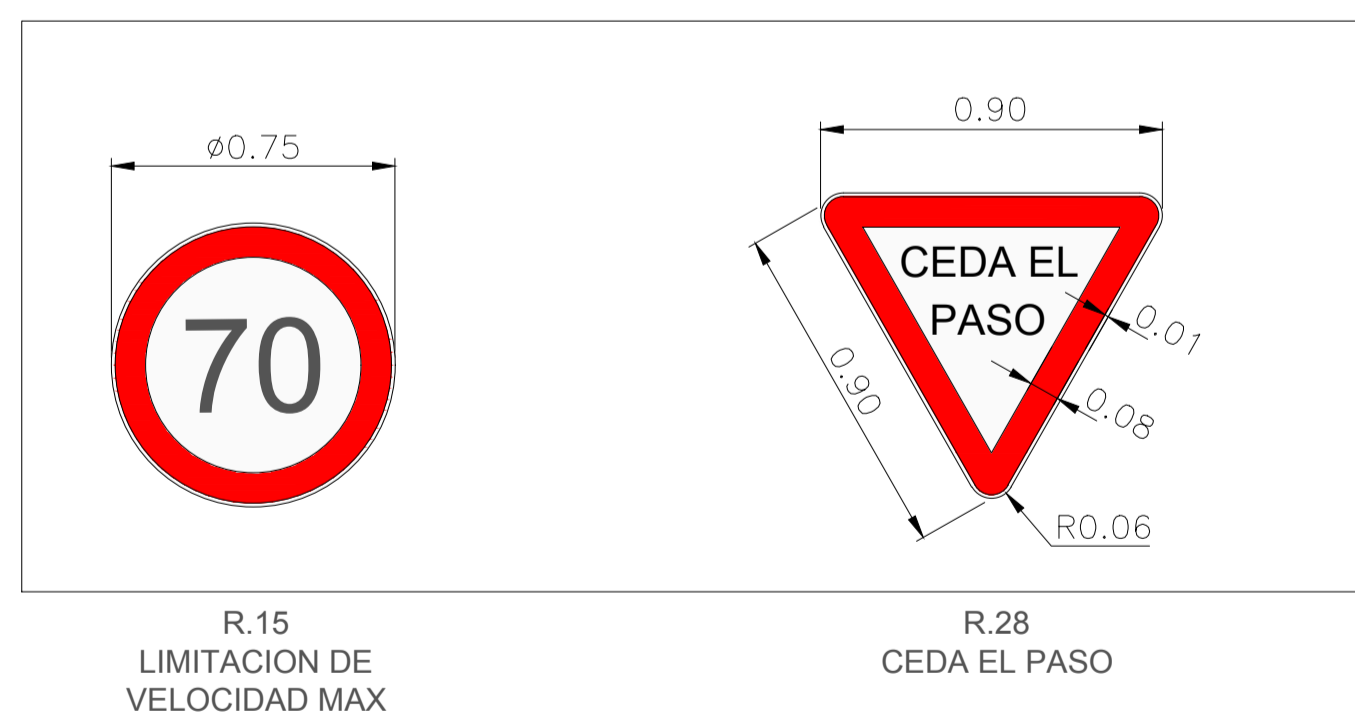 ø0.75
70
R.15
LIMITACION DE
VELOCIDAD MAX
0.90
CEDA EL
PASO
0.01
0.90
0.08
R0.06
R.28
CEDA EL PASO